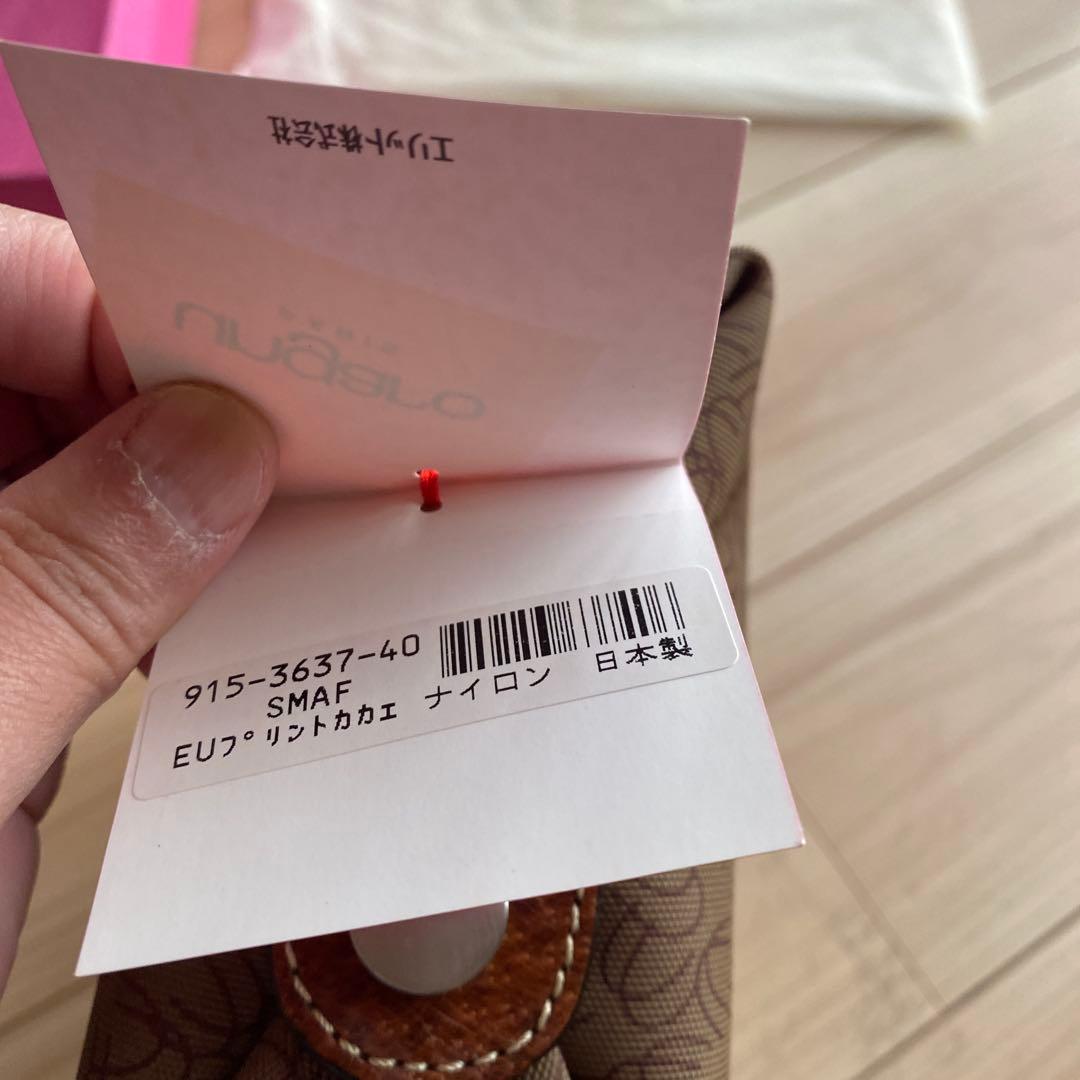 エリット株式会社
ungaro
915-3637-40
SMAF
EUプリントカカエ ナイロン 日本製